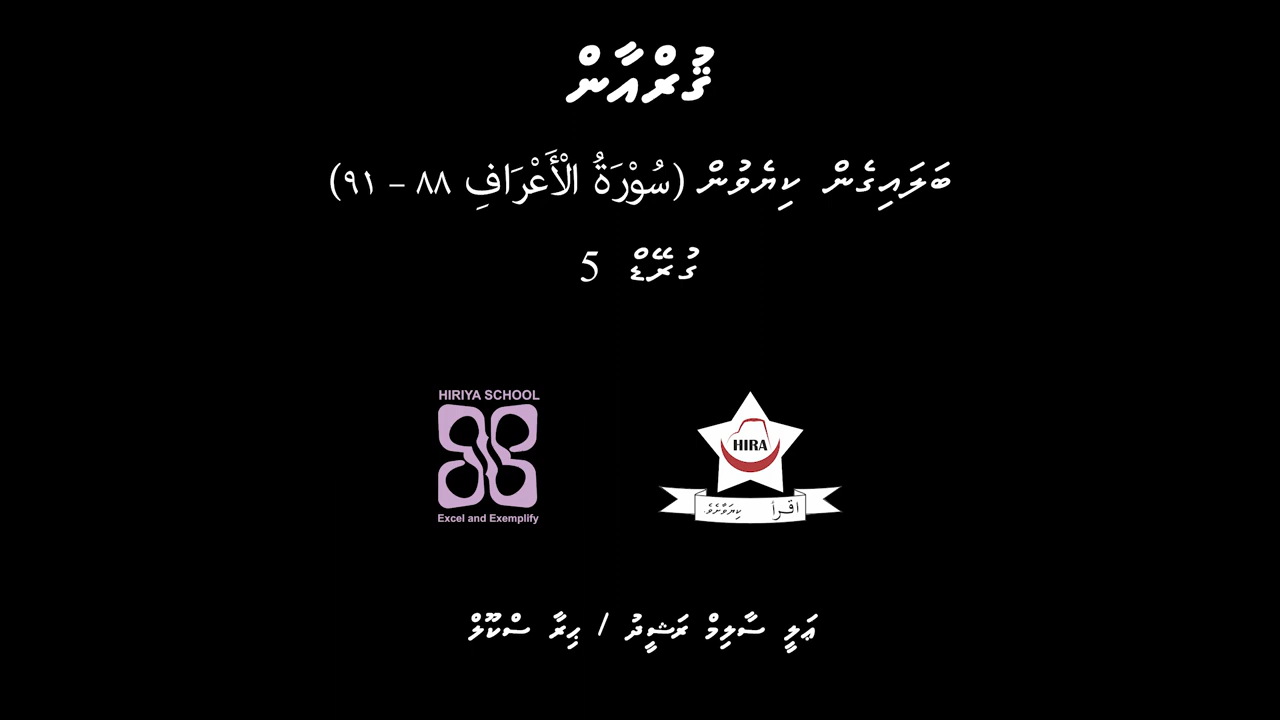 ޤުރްއާން
ބަލައިގެން ކިޔެވުން (سُوْرَةُ الْأَعْرَافِ ٨٨ – ٩١)
ގުރޭޑް 5
HIRIYA SCHOOL
Excel and Exemplify
HIRA
اقرأ ކިޔަވާށެވެ.
ޢަލީ ސާލިމް ރަޝީދު / ޙިރާ ސްކޫލް